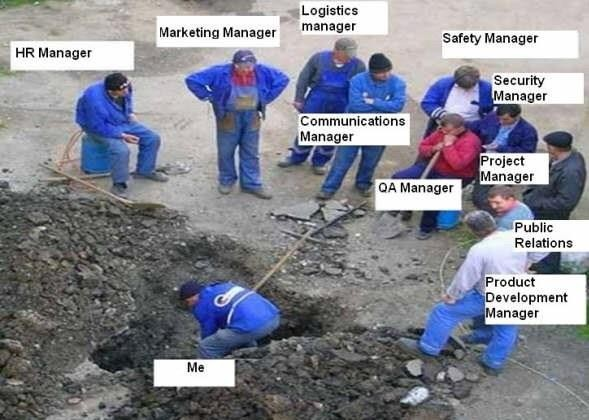 Logistics
manager
Marketing Manager
Safety Manager
HR Manager
Security
Manager
Communications
Manager
Project
Manager
QA Manager
Public
Relations
Product
Development
Manager
Me